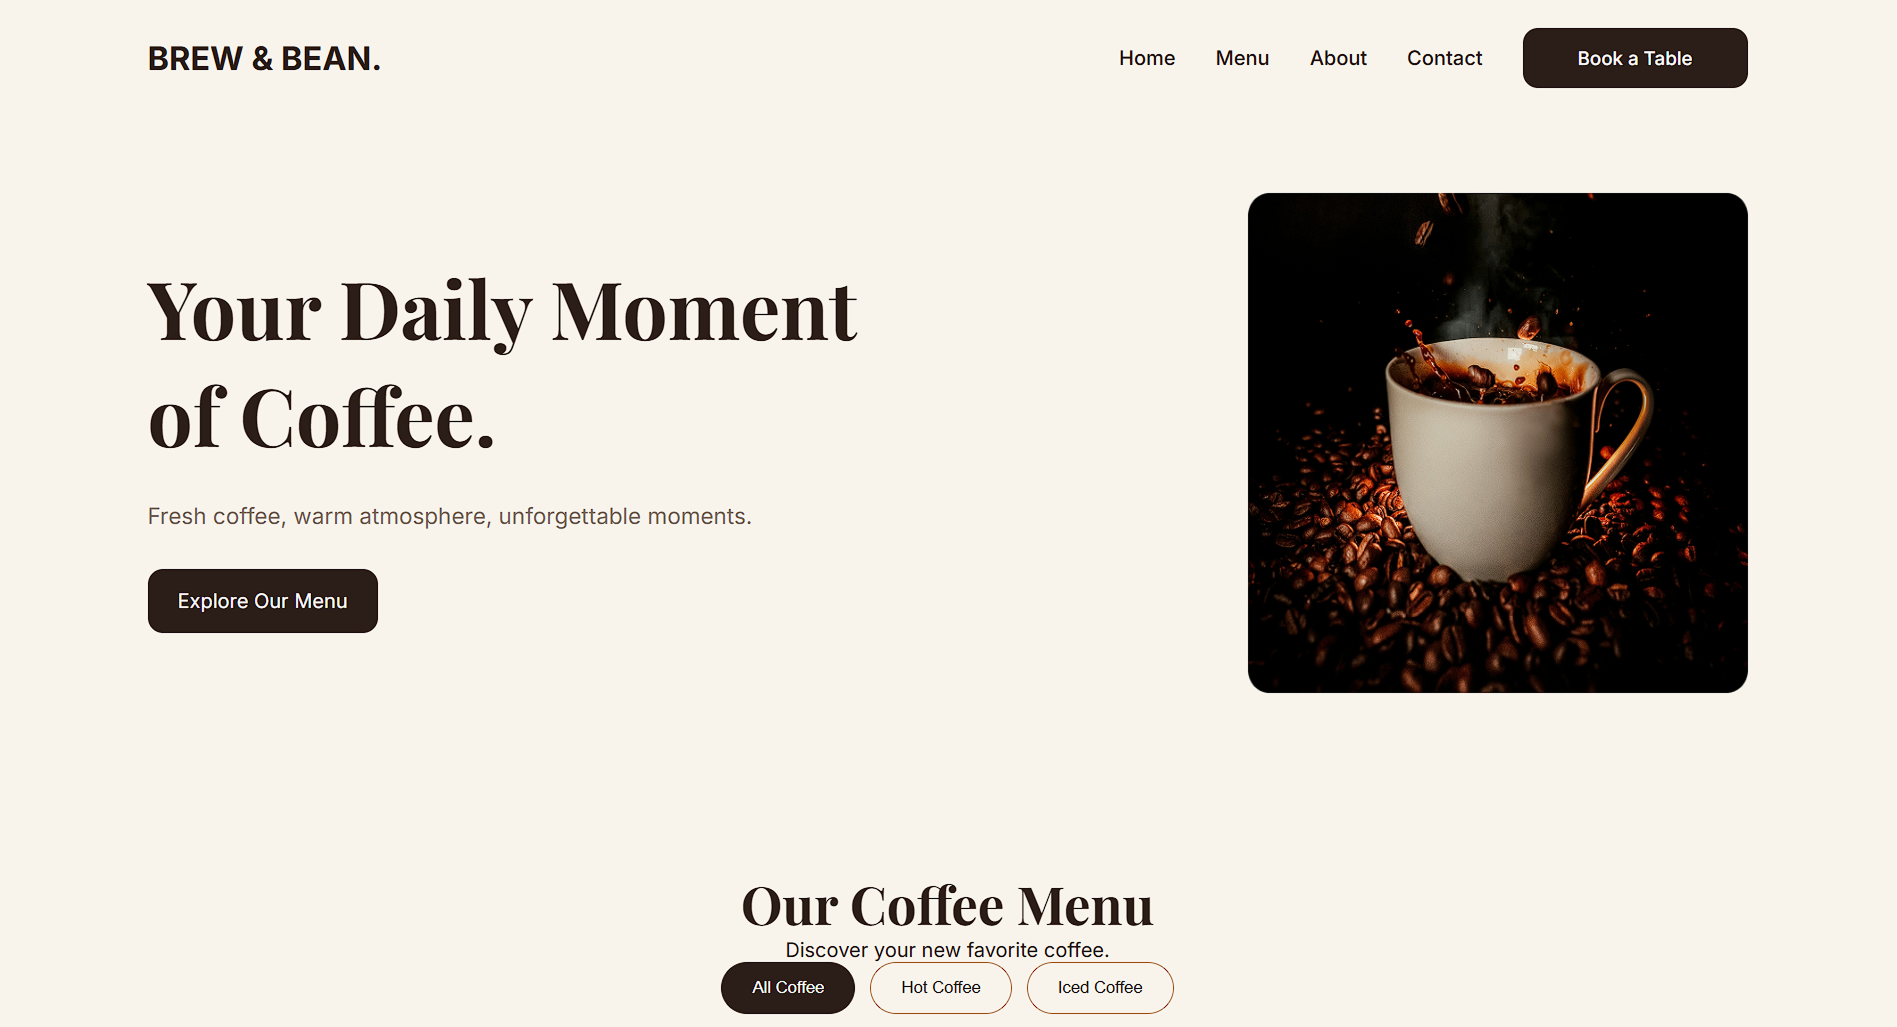 BREW & BEAN.
Home
Menu
About
Contact
Book a Table
Your Daily Moment
of Coffee.
Fresh coffee, warm atmosphere, unforgettable moments.
Explore Our Menu
Our Coffee Menu
Discover your new favorite coffee.
All Coffee
Hot Coffee
Iced Coffee